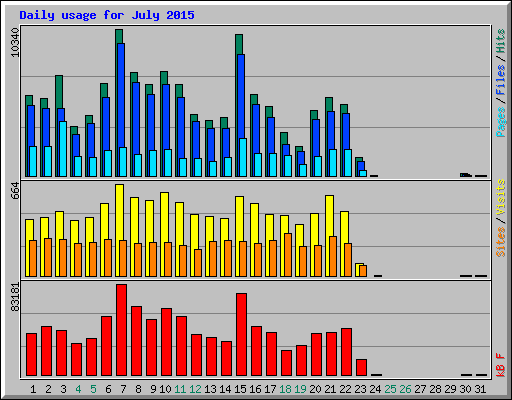 Daily usage for July 2015
10340
Pages / Files / Hits
664
Sites / Visits
83181
kB F
1 2 3 4 5 6 7 8 9 10 11 12 13 14 15 16 17 18 19 20 21 22 23 24 25 26 27 28 29 30 31